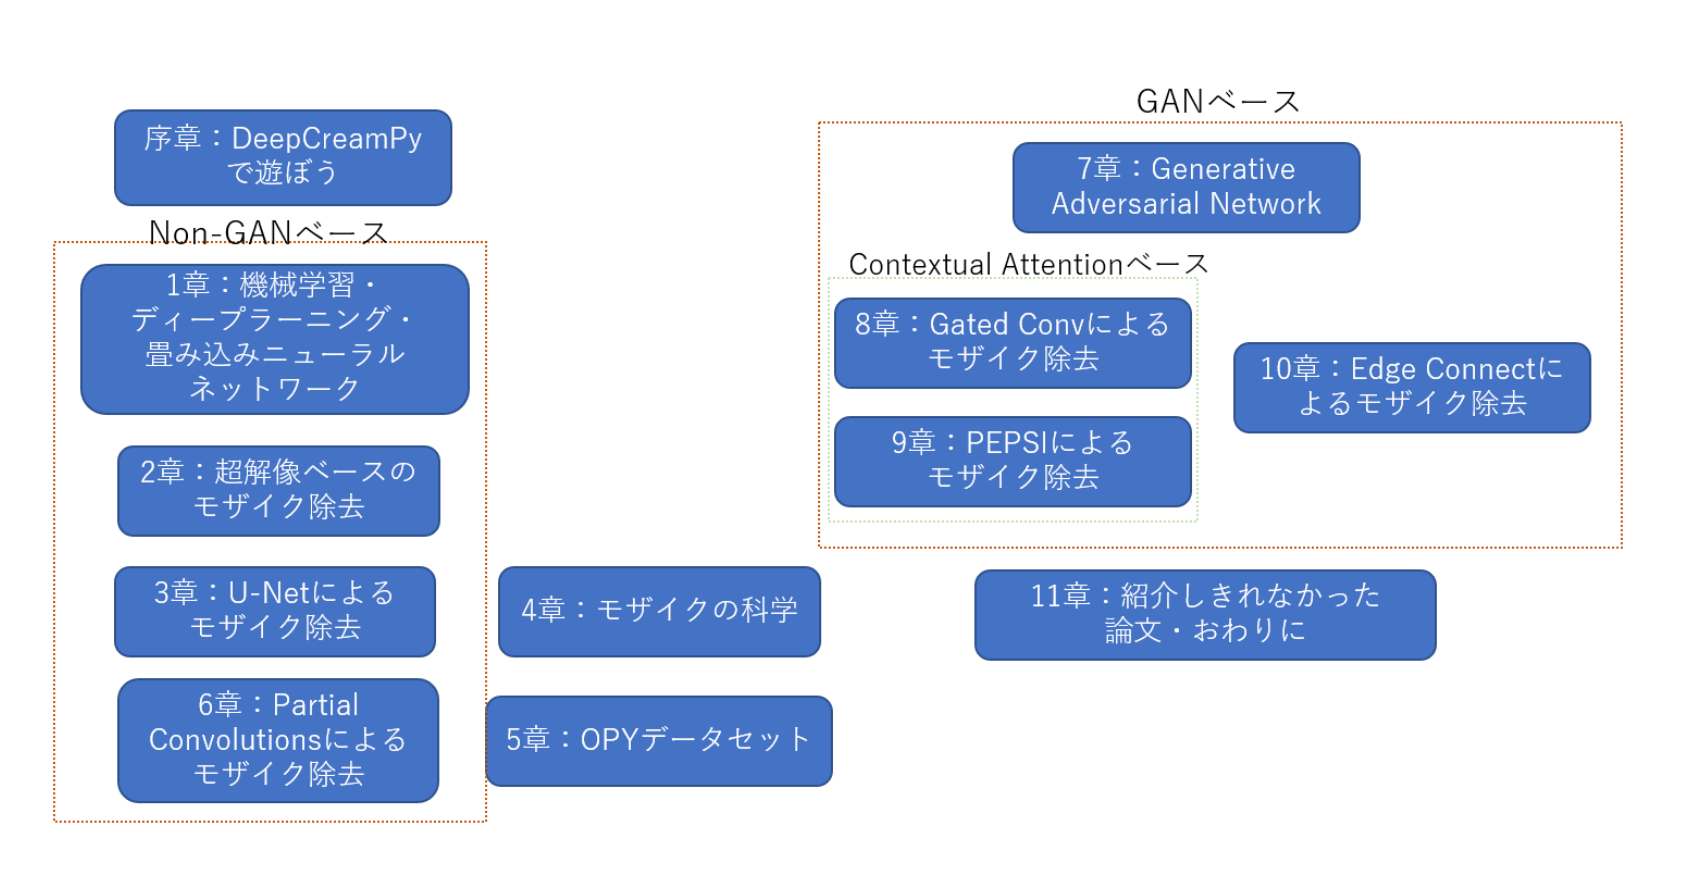 序章：DeepCreamPy
で遊ぼう
Non-GANベース
1章：機械学習・
ディープラーニング・
畳み込みニューラル
ネットワーク
2章：超解像ベースの
モザイク除去
3章：U-Netによる
モザイク除去
4章：モザイクの科学
5章：OPYデータセット
6章：Partial
Convolutionsによる
モザイク除去
GANベース
7章：Generative
Adversarial Network
Contextual Attentionベース
8章：Gated Convによる
モザイク除去
9章：PEPSIによる
モザイク除去
10章：Edge Connectに
よるモザイク除去
11章：紹介しきれなかった
論文・おわりに